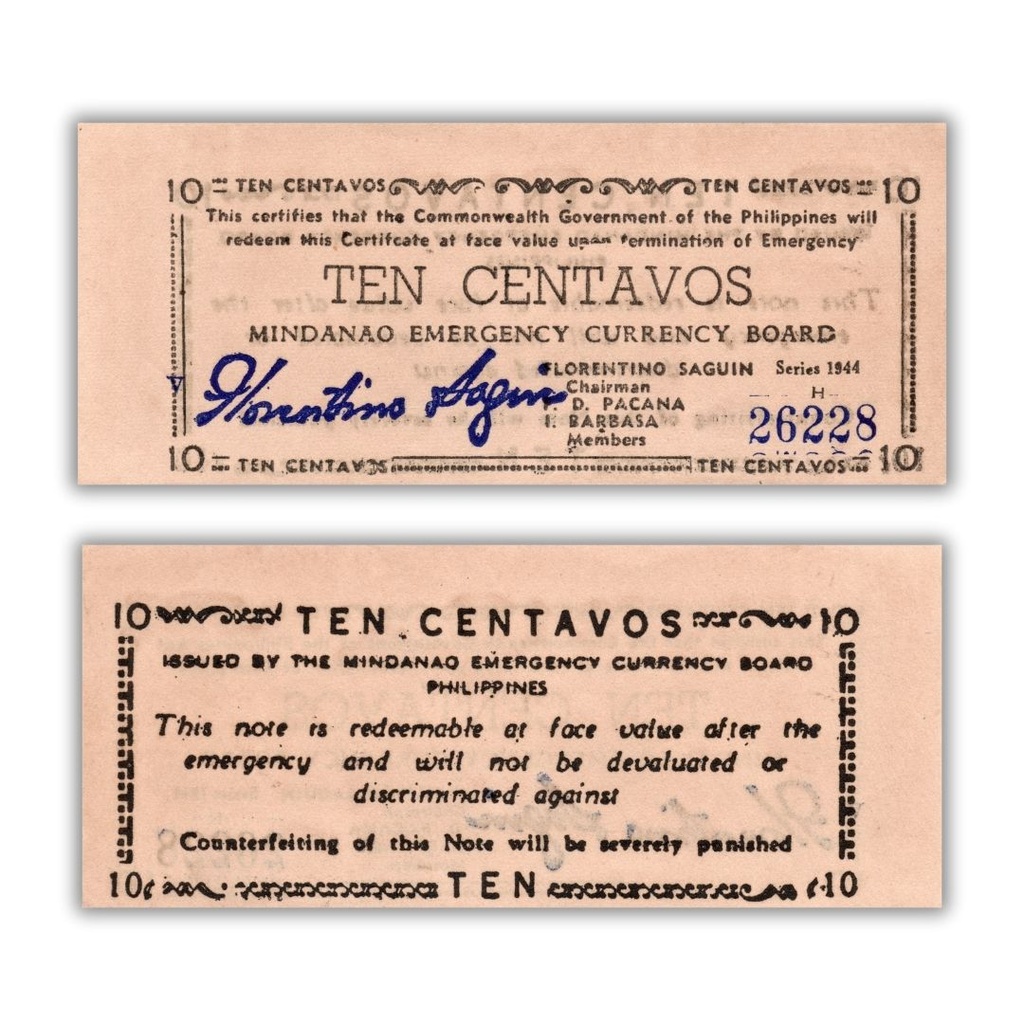 10 = TEN CENTAVOS TEN CENTAVOS = 10
This certifies that the Commonwealth Government of the Philippines will
redeem this Certifcate at face value upon termination of Emergency
TEN CENTAVOS
MINDANAO EMERGENCY CURRENCY BOARD
Florentino Saguin
FLORENTINO SAGUIN Series 1944
Chairman H
P. D. PACANA
I. BARBASA 26228
Members
A
10 = TEN CENTAVOS TEN CENTAVOS = 10
10 TEN CENTAVOS 10
ISSUED BY THE MINDANAO EMERGENCY CURRENCY BOARD
PHILIPPINES
This note is redeemable at face value after the
emergency and will not be devaluated or
discriminated against
Counterfeiting of this Note will be severely punished
10 TEN 10